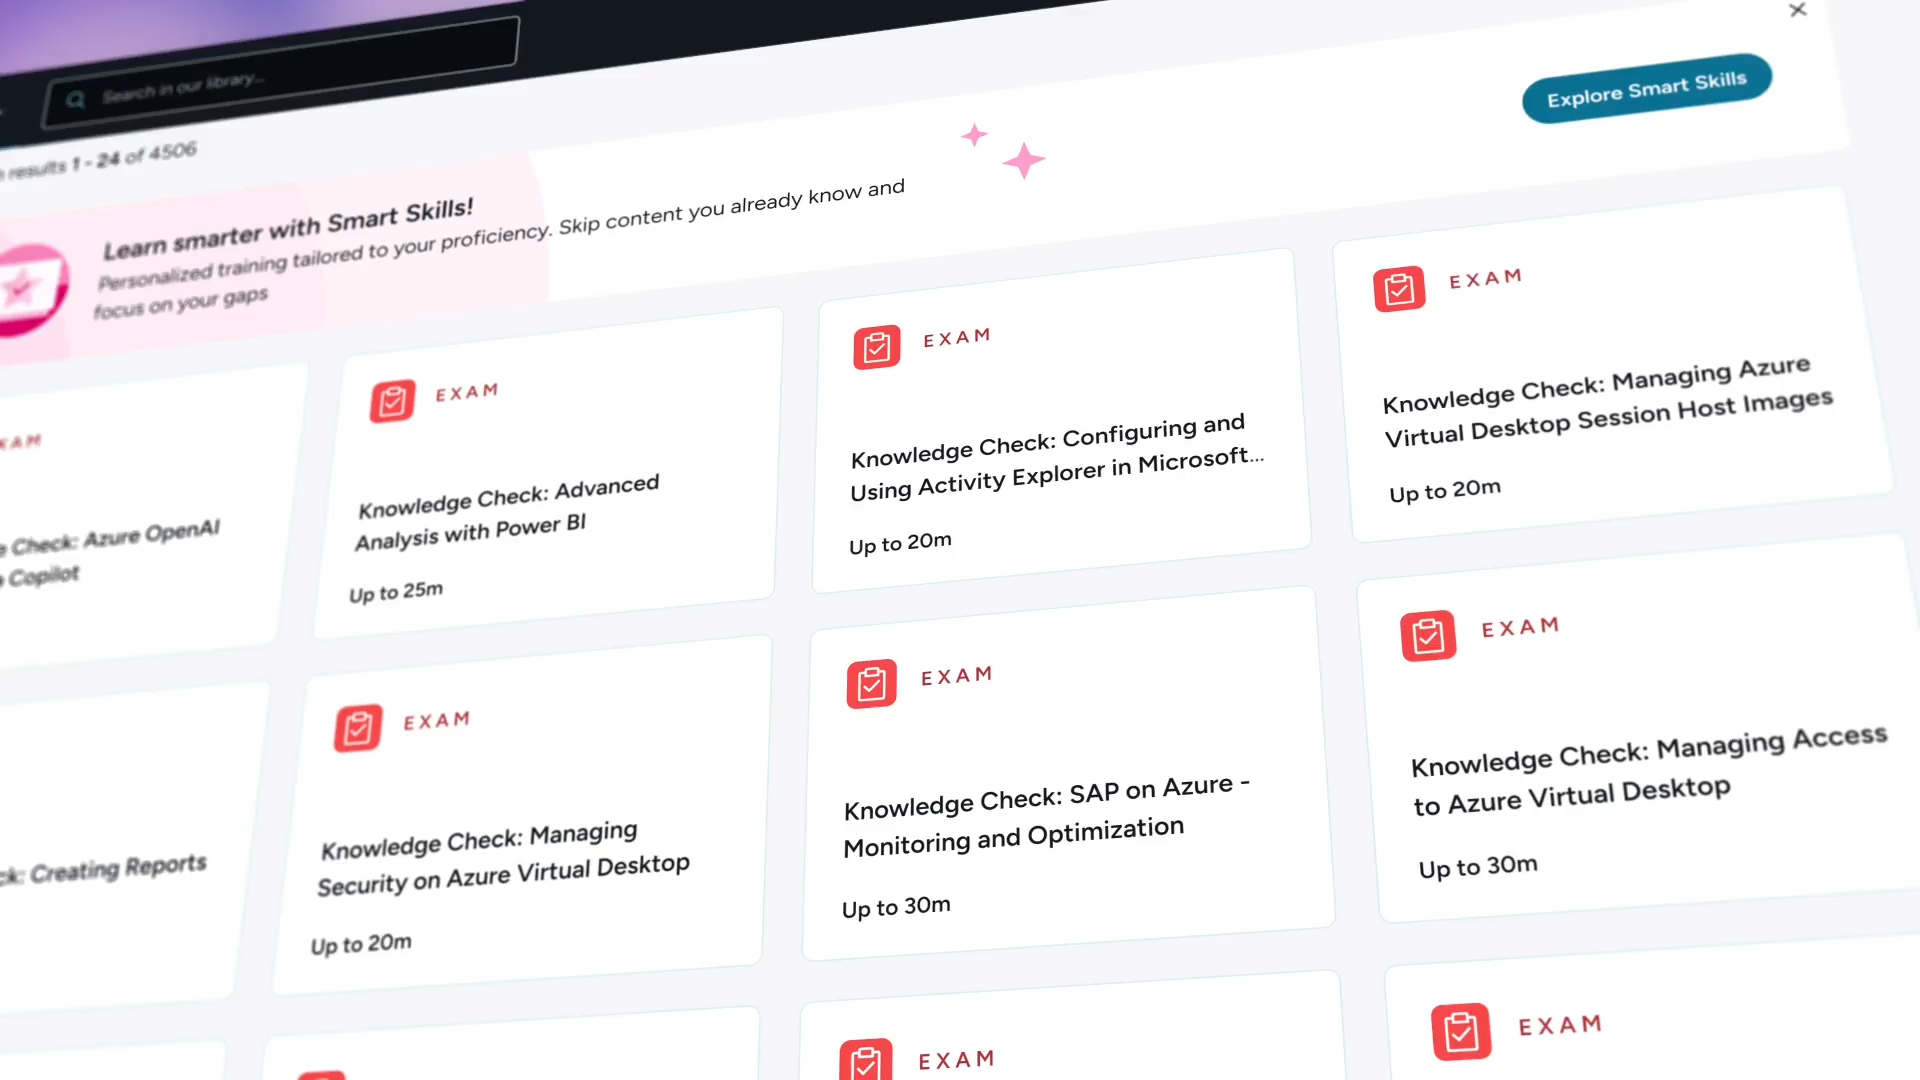 Search in our library...
results 1 - 24 of 4506
Learn smarter with Smart Skills!
Personalized training tailored to your proficiency. Skip content you already know and
focus on your gaps
Explore Smart Skills
Check: Azure OpenAI
Copilot
EXAM
Knowledge Check: Advanced
Analysis with Power BI
Up to 25m
EXAM
Knowledge Check: Configuring and
Using Activity Explorer in Microsoft...
Up to 20m
EXAM
Knowledge Check: Managing Azure
Virtual Desktop Session Host Images
Up to 20m
Creating Reports
EXAM
Knowledge Check: Managing
Security on Azure Virtual Desktop
Up to 20m
EXAM
Knowledge Check: SAP on Azure -
Monitoring and Optimization
Up to 30m
EXAM
Knowledge Check: Managing Access
to Azure Virtual Desktop
Up to 30m
EXAM
EXAM